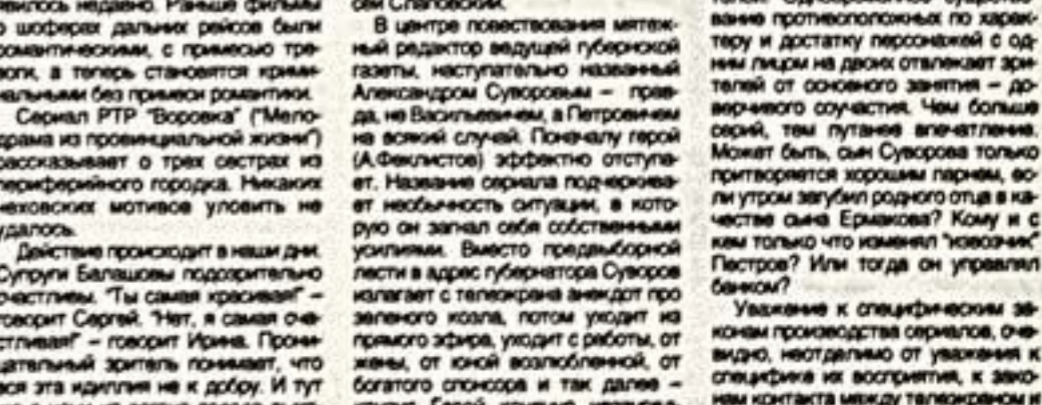 явилось недавно. Раньше фильмы
о шоферах дальних рейсов были
романтическими, с примесью тре-
воги, а теперь становятся крими-
нальными без примеси романтики.
Сериал РТР "Воровка" ("Мело-
драма из провинциальной жизни")
рассказывает о трех сестрах из
периферийного городка. Никаких
чеховских мотивов уловить не
удалось.
Действие происходит в наши дни.
Супруги Балашовы подозрительно
счастливы. "Ты самая красивая!" –
говорит Сергей. "Нет, я самая сча-
стливая!" – говорит Ирина. Прони-
цательный зритель понимает, что
вся эта идиллия не к добру. И тут
сей Слаповский.
В центре повествования мятеж-
ный редактор ведущей губернской
газеты, наступательно названный
Александром Суворовым – прав-
да, не Васильевичем, а Петровичем
на всякий случай. Поначалу герой
(А.Феклистов) эффектно отступа-
ет. Название сериала подчеркива-
ет необычность ситуации, в кото-
рую он загнал себя собственными
усилиями. Вместо предвыборной
лести в адрес губернатора Суворов
излагает с телеэкрана анекдот про
зеленого козла, потом уходит из
прямого эфира, уходит с работы, от
жены, от юной возлюбленной, от
богатого спонсора и так далее –
вание противоположных по харак-
теру и достатку персонажей с од-
ним лицом на двоих отвлекает зри-
телей от основного занятия – до-
верчивого соучастия. Чем больше
серий, тем путанее впечатление.
Может быть, сын Суворова только
притворяется хорошим парнем, ес-
ли утром загубил родного отца в ка-
честве сына Ермакова? Кому и с
кем только что изменял "извозчик"
Пестров? Или тогда он управлял
банком?
Уважение к специфическим за-
конам производства сериалов, оче-
видно, неотделимо от уважения к
специфике их восприятия, к зако-
нам контакта между телеэкраном и